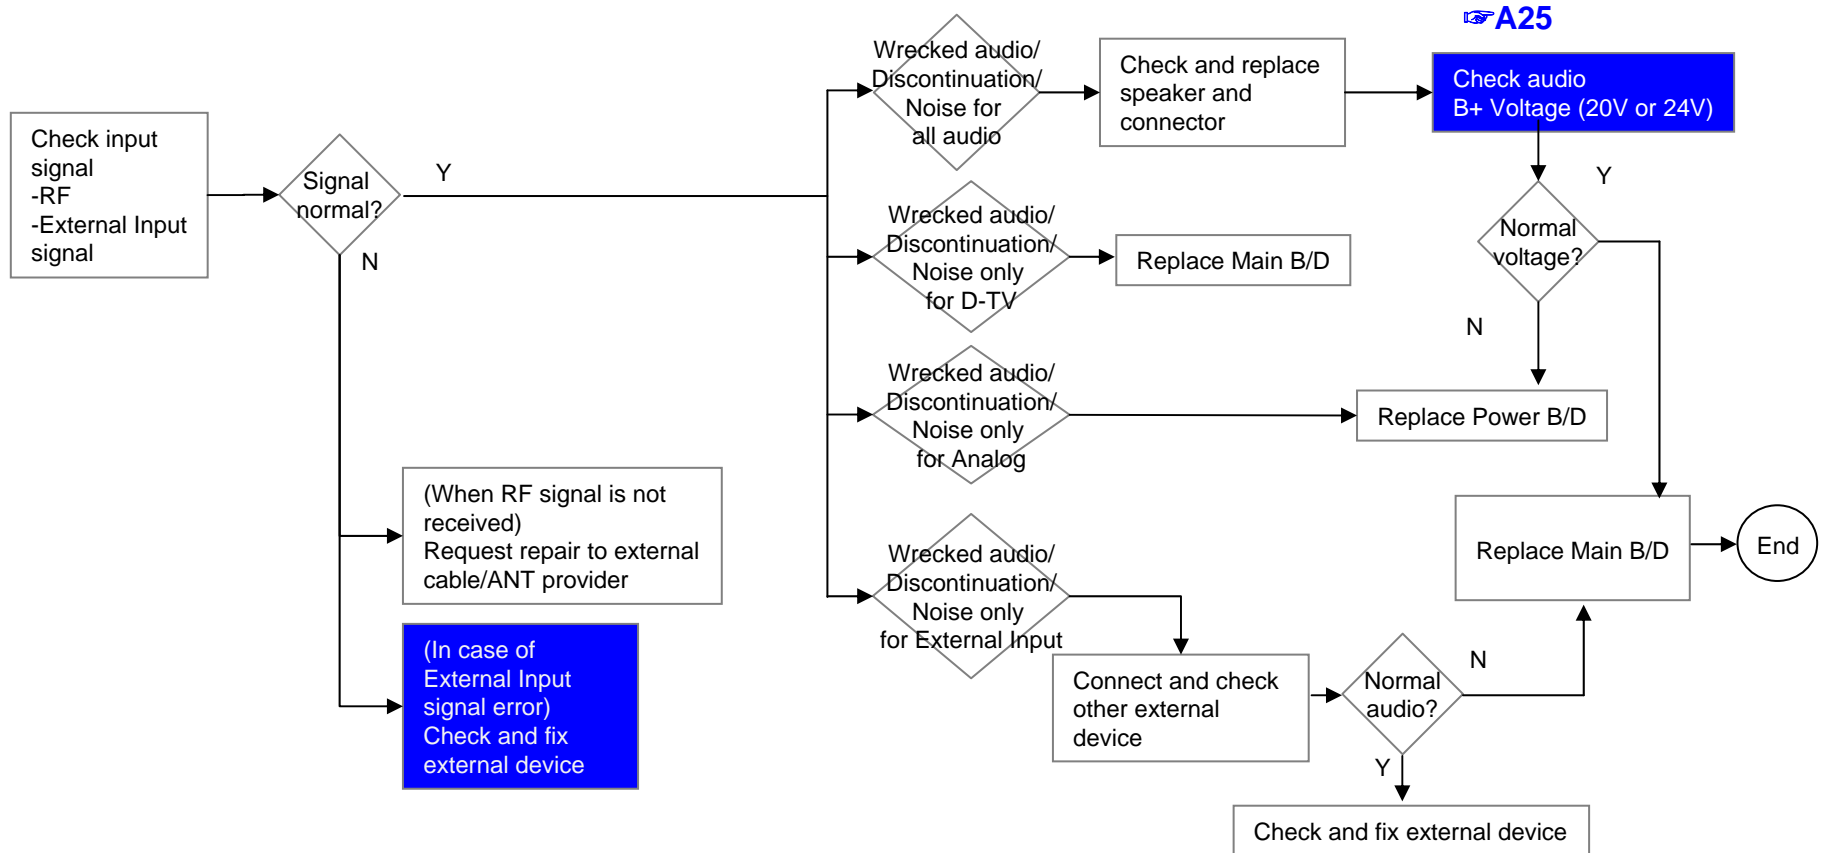 ☞A25
Check input
signal
-RF
-External Input
signal
Signal
normal?
Y
N
(When RF signal is not
received)
Request repair to external
cable/ANT provider
(In case of
External Input
signal error)
Check and fix
external device
Wrecked audio/
Discontinuation/
Noise for
all audio
Check and replace
speaker and
connector
Check audio
B+ Voltage (20V or 24V)
Normal
voltage?
Y
N
Wrecked audio/
Discontinuation/
Noise only
for D-TV
Replace Main B/D
Wrecked audio/
Discontinuation/
Noise only
for Analog
Replace Power B/D
Wrecked audio/
Discontinuation/
Noise only
for External Input
Connect and check
other external
device
Normal
audio?
N
Y
Replace Main B/D
End
Check and fix external device